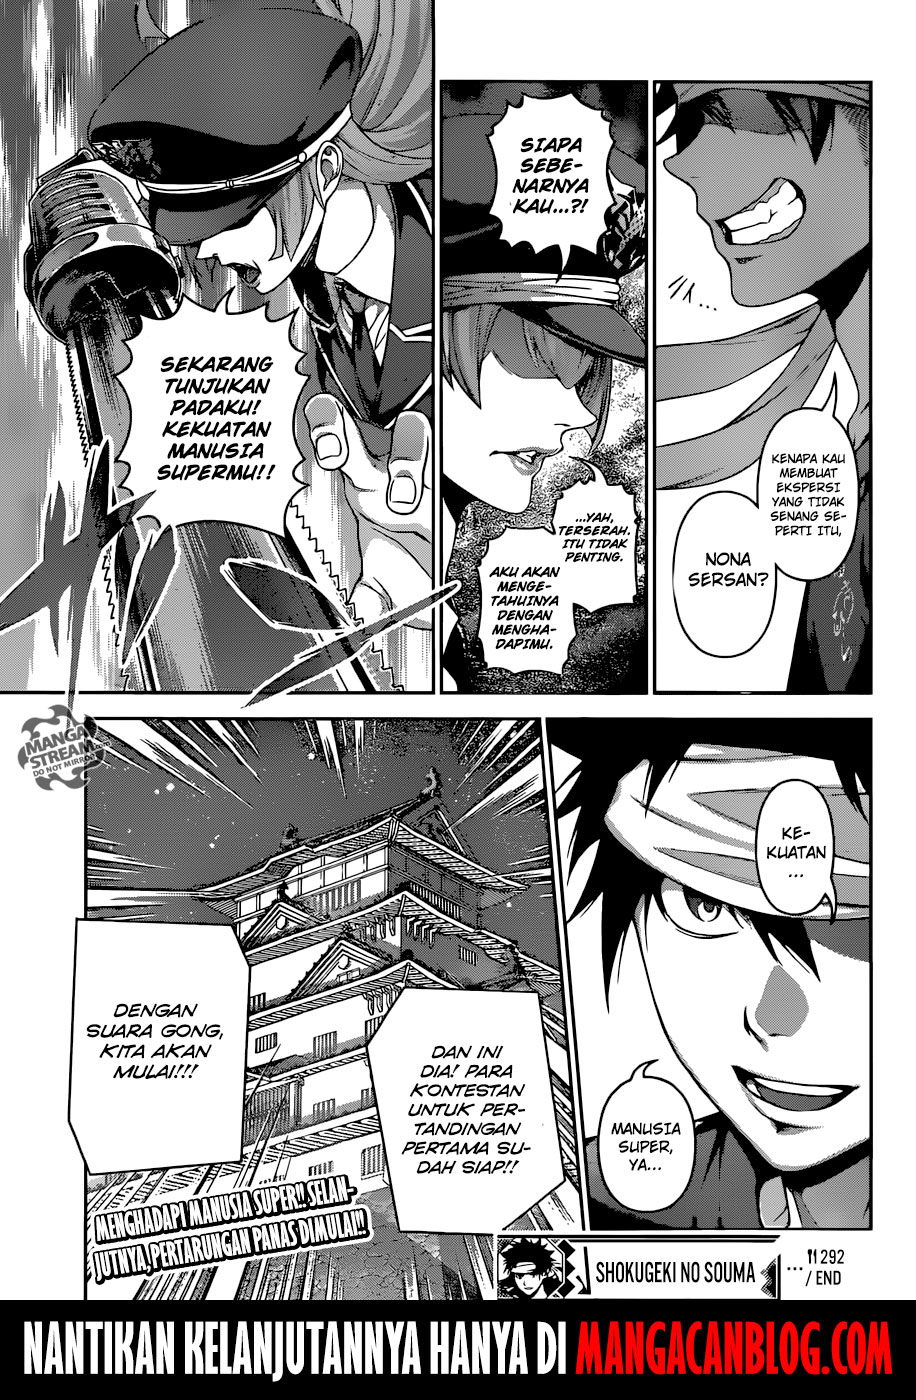 KENAPA KAU
MEMBUAT
EKSPERSI
YANG TIDAK
SENANG SE-
PERTI ITU,
NONA
SERSAN?
SIAPA
SEBE-
NARNYA
KAU...?!
...YAH,
TERSERAH.
ITU TIDAK
PENTING.
AKU AKAN
MENGE-
TAHUINYA
DENGAN
MENGHA-
DAPIMU.
SEKARANG
TUNJUKAN
PADAKU!
KEKUATAN
MANUSIA
SUPERMU!!
KE-
KUATAN
...
MANUSIA
SUPER,
YA...
DAN INI
DIA! PARA
KONTESTAN
UNTUK PER-
TANDINGAN
PERTAMA SU-
DAH SIAP!!
DENGAN
SUARA GONG,
KITA AKAN
MULAI!!!
MENGHADAPI MANUSIA SUPER!! SELAN-
JUTNYA, PERTARUNGAN PANAS DIMULAI!!
MANGA
STREAM
DO NOT MIRROR
SHOKUGEKI NO SOUMA
...292
/ END
NANTIKAN KELANJUTANNYA HANYA DI MANGACANBLOG.COM